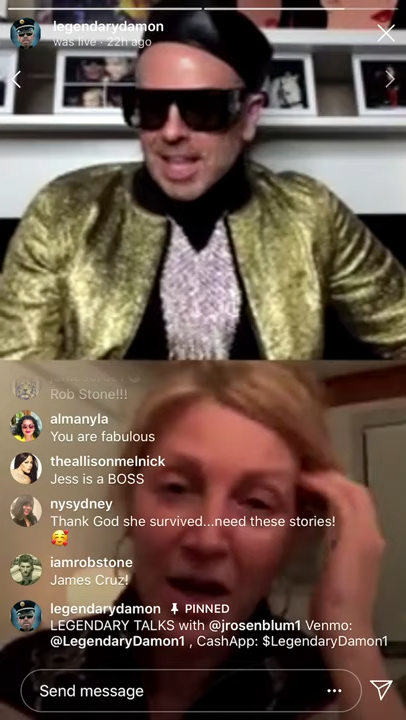 legendarydamon
was live · 22h ago
Rob Stone!!!
almanyla
You are fabulous
theallisonmelnick
Jess is a BOSS
nysydney
Thank God she survived...need these stories!
🥰
iamrobstone
James Cruz!
legendarydamon PINNED
LEGENDARY TALKS with @jrosenblum1 Venmo:
@LegendaryDamon1 , CashApp: $LegendaryDamon1
Send message